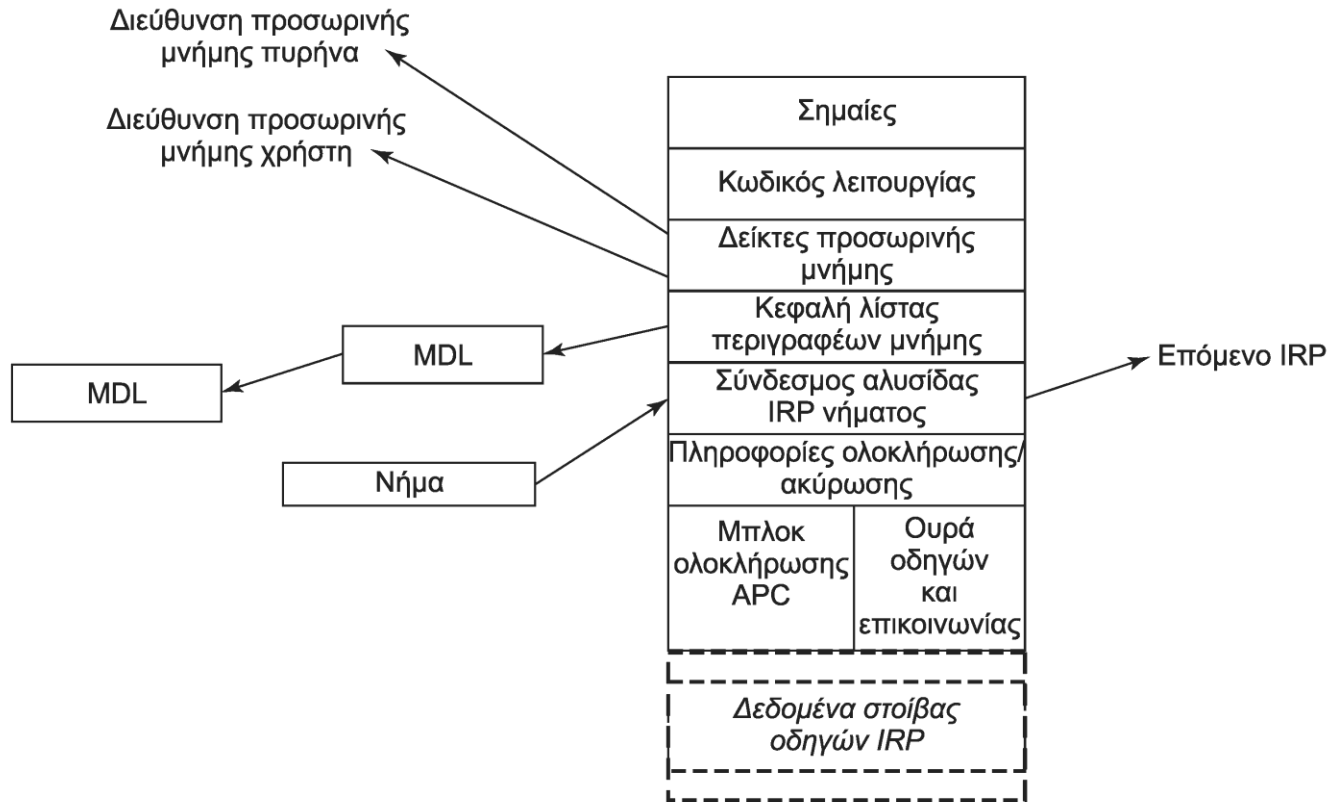 Διεύθυνση προσωρινής
μνήμης πυρήνα
Διεύθυνση προσωρινής
μνήμης χρήστη
Σημαίες
Κωδικός λειτουργίας
Δείκτες προσωρινής
μνήμης
Κεφαλή λίστας
περιγραφέων μνήμης
MDL
MDL
Σύνδεσμος αλυσίδας
IRP νήματος
Επόμενο IRP
Νήμα
Πληροφορίες ολοκλήρωσης/
ακύρωσης
Μπλοκ
ολοκλήρωσης
APC
Ουρά
οδηγών
και
επικοινωνίας
Δεδομένα στοίβας
οδηγών IRP